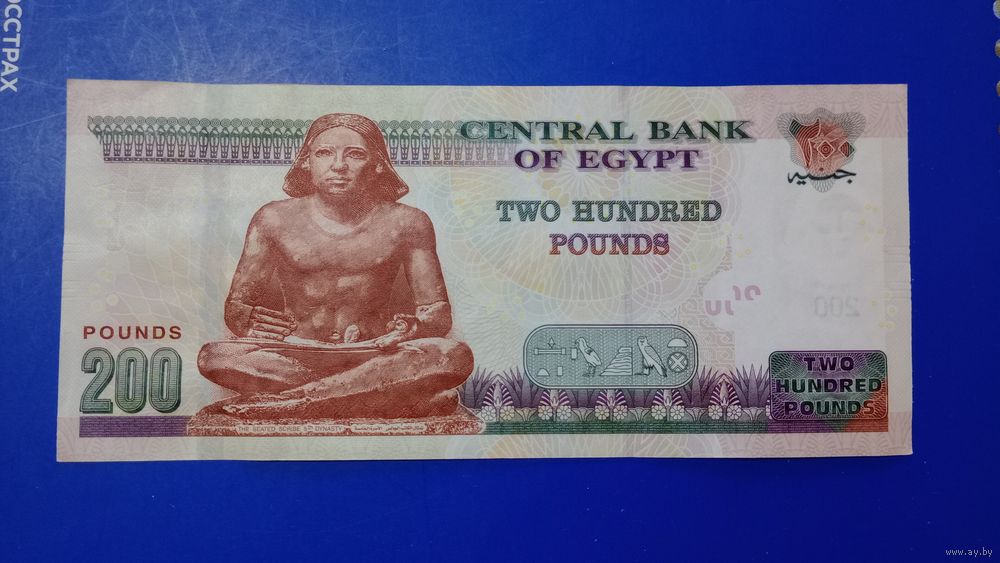 ОССТРАХ
CENTRAL BANK
OF EGYPT
جنيه
TWO HUNDRED
POUNDS
POUNDS
200
200
TWO
HUNDRED
POUNDS
THE SEATED SCRIBE 5TH DYNASTY
www.ay.by